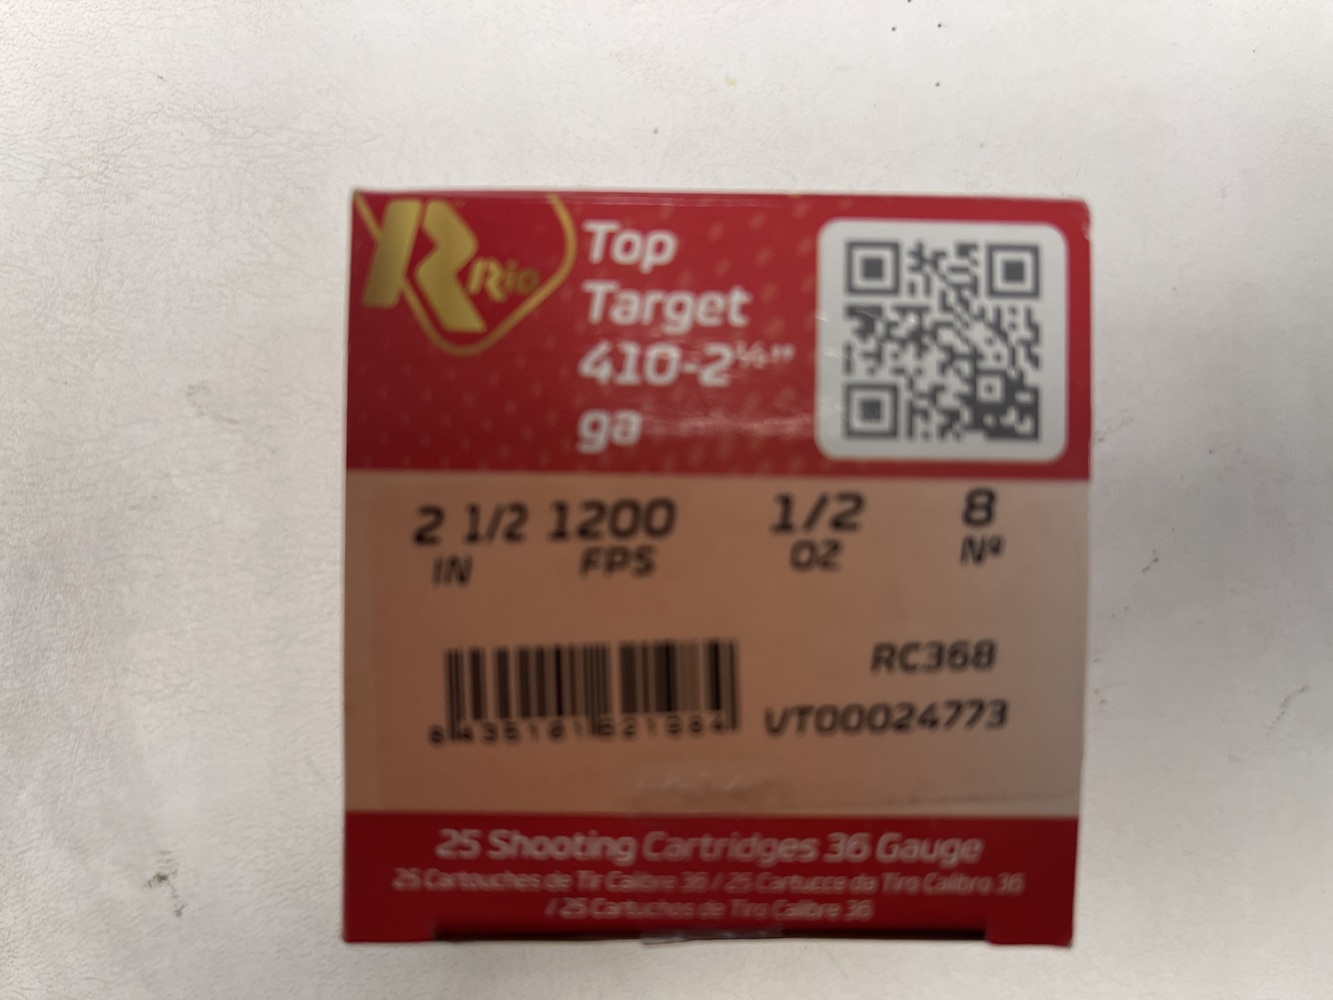 R Rio
Top
Target
410-2½"
ga
2 1/2 1200 1/2 8
IN FPS OZ Nº
RC368
VT00024773
25 Shooting Cartridges 36 Gauge
25 Cartouches de Tir Calibre 36 / 25 Cartucce da Tiro Calibro 36
/ 25 Cartuchos de Tiro Calibre 36